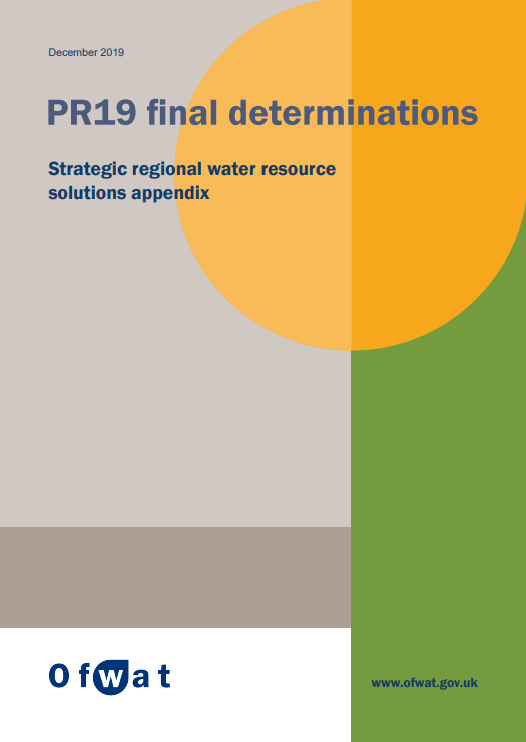 December 2019
PR19 final determinations
Strategic regional water resource
solutions appendix
Ofwat
www.ofwat.gov.uk